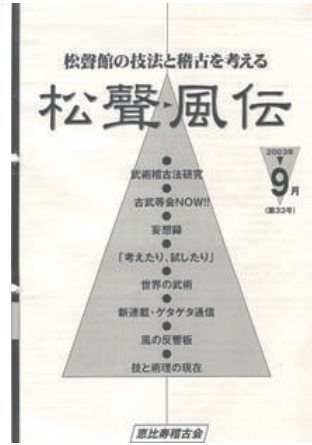 松聲館の技法と稽古を考える
松聲風伝
2003年
9月
(第33号)
武術稽古法研究
古武等会NOW!!
妄想録
「考えたり、試したり」
世界の武術
新連載・ゲタゲタ通信
風の反響板
技と術理の現在
恵比寿稽古会